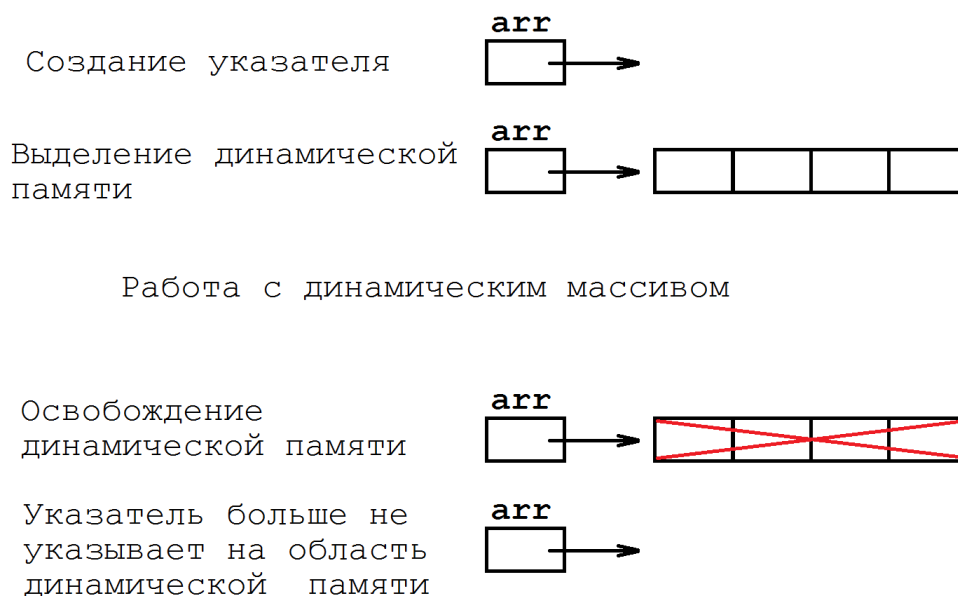 arr
Создание указателя
arr
Выделение динамической
памяти
Работа с динамическим массивом
arr
Освобождение
динамической памяти
arr
Указатель больше не
указывает на область
динамической памяти